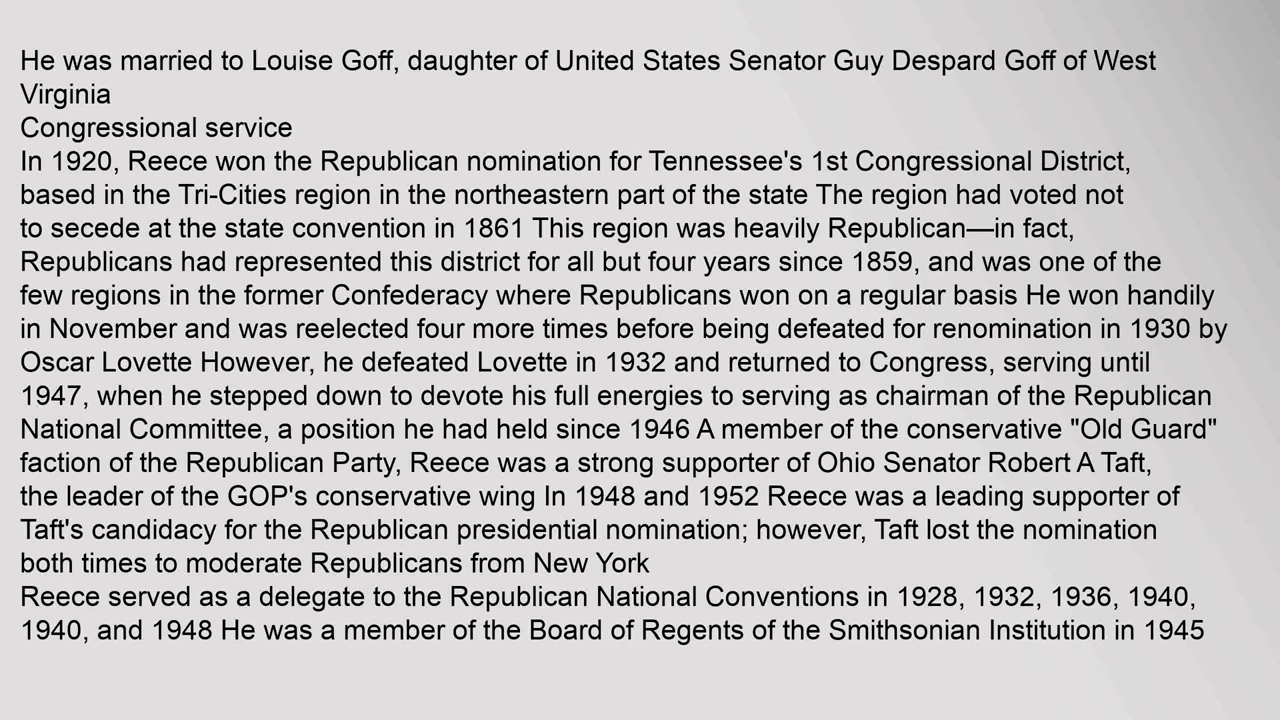 He was married to Louise Goff, daughter of United States Senator Guy Despard Goff of West
Virginia
Congressional service
In 1920, Reece won the Republican nomination for Tennessee's 1st Congressional District,
based in the Tri-Cities region in the northeastern part of the state The region had voted not
to secede at the state convention in 1861 This region was heavily Republican—in fact,
Republicans had represented this district for all but four years since 1859, and was one of the
few regions in the former Confederacy where Republicans won on a regular basis He won handily
in November and was reelected four more times before being defeated for renomination in 1930 by
Oscar Lovette However, he defeated Lovette in 1932 and returned to Congress, serving until
1947, when he stepped down to devote his full energies to serving as chairman of the Republican
National Committee, a position he had held since 1946 A member of the conservative "Old Guard"
faction of the Republican Party, Reece was a strong supporter of Ohio Senator Robert A Taft,
the leader of the GOP's conservative wing In 1948 and 1952 Reece was a leading supporter of
Taft's candidacy for the Republican presidential nomination; however, Taft lost the nomination
both times to moderate Republicans from New York
Reece served as a delegate to the Republican National Conventions in 1928, 1932, 1936, 1940,
1940, and 1948 He was a member of the Board of Regents of the Smithsonian Institution in 1945